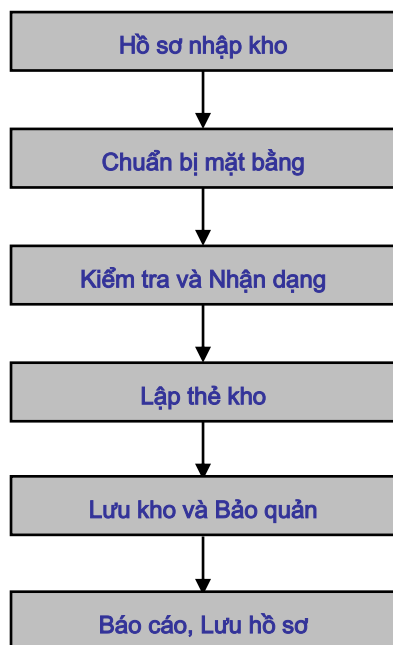 Hồ sơ nhập kho
Chuẩn bị mặt bằng
Kiểm tra và Nhận dạng
Lập thẻ kho
Lưu kho và Bảo quản
Báo cáo, Lưu hồ sơ